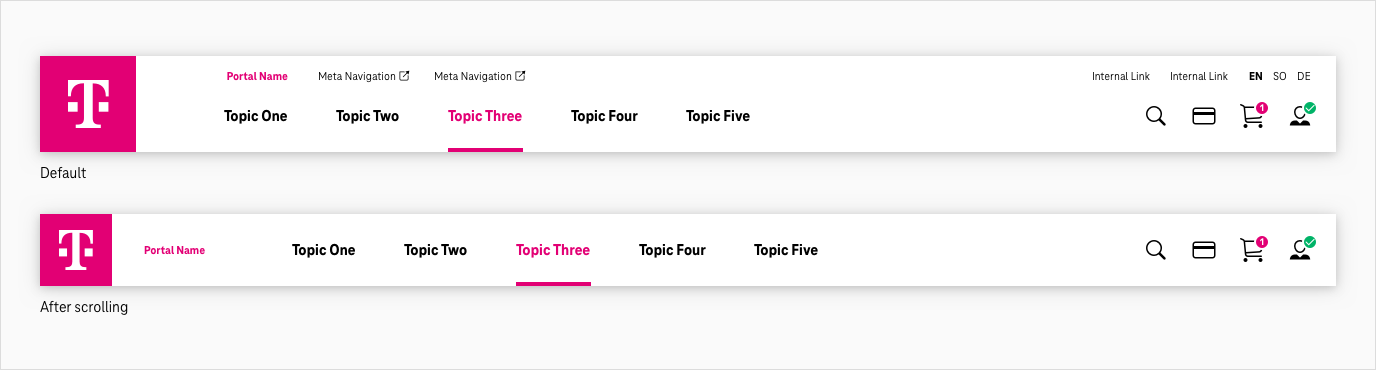 T
Portal Name Meta Navigation Meta Navigation Internal Link Internal Link EN SO DE
Topic One Topic Two Topic Three Topic Four Topic Five 1
Default
T
Portal Name Topic One Topic Two Topic Three Topic Four Topic Five 1
After scrolling